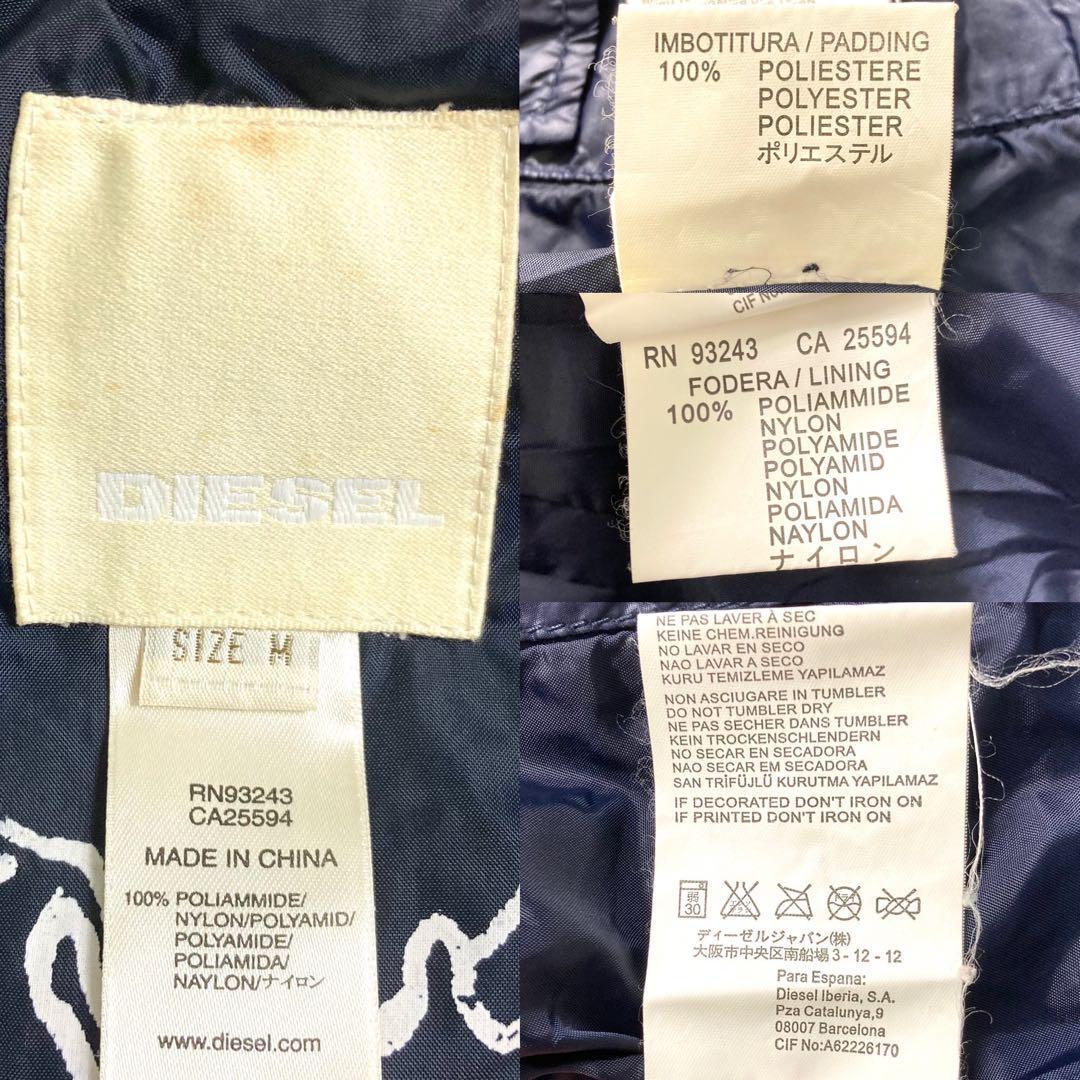 DIESEL
SIZE M
RN93243
CA25594
MADE IN CHINA
100% POLIAMMIDE/
NYLON/POLYAMID/
POLYAMIDE/
POLIAMIDA/
NAYLON/ナイロン
www.diesel.com
IMBOTITURA / PADDING
100% POLIESTERE
POLYESTER
POLIESTER
ポリエステル
CIF No
RN 93243 CA 25594
FODERA / LINING
100% POLIAMMIDE
NYLON
POLYAMIDE
POLYAMID
NYLON
POLIAMIDA
NAYLON
ナイロン
NE PAS LAVER À SEC
KEINE CHEM.REINIGUNG
NO LAVAR EN SECO
NAO LAVAR A SECO
KURU TEMIZLEME YAPILAMAZ
NON ASCIUGARE IN TUMBLER
DO NOT TUMBLER DRY
NE PAS SECHER DANS TUMBLER
KEIN TROCKENSCHLENDERN
NO SECAR EN SECADORA
NAO SECAR EM SECADORA
SAN TRİFÜJLÜ KURUTMA YAPILAMAZ
IF DECORATED DON'T IRON ON
IF PRINTED DON'T IRON ON
弱
30
ディーゼルジャパン(株)
大阪市中央区南船場3-12-12
Para Espana:
Diesel Iberia, S.A.
Pza Catalunya,9
08007 Barcelona
CIF No:A62226170